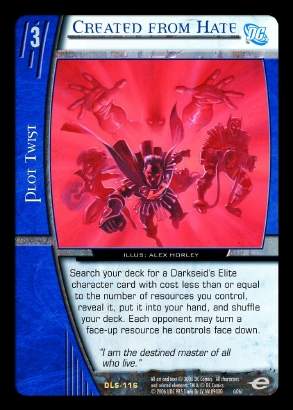 3
CREATED FROM HATE
DC
PLOT TWIST
ILLUS: ALEX HORLEY
Search your deck for a Darkseid's Elite
character card with cost less than or equal
to the number of resources you control,
reveal it, put it into your hand, and shuffle
your deck. Each opponent may turn a
face-up resource he controls face down.
"I am the destined master of all
who live."
DLS-116